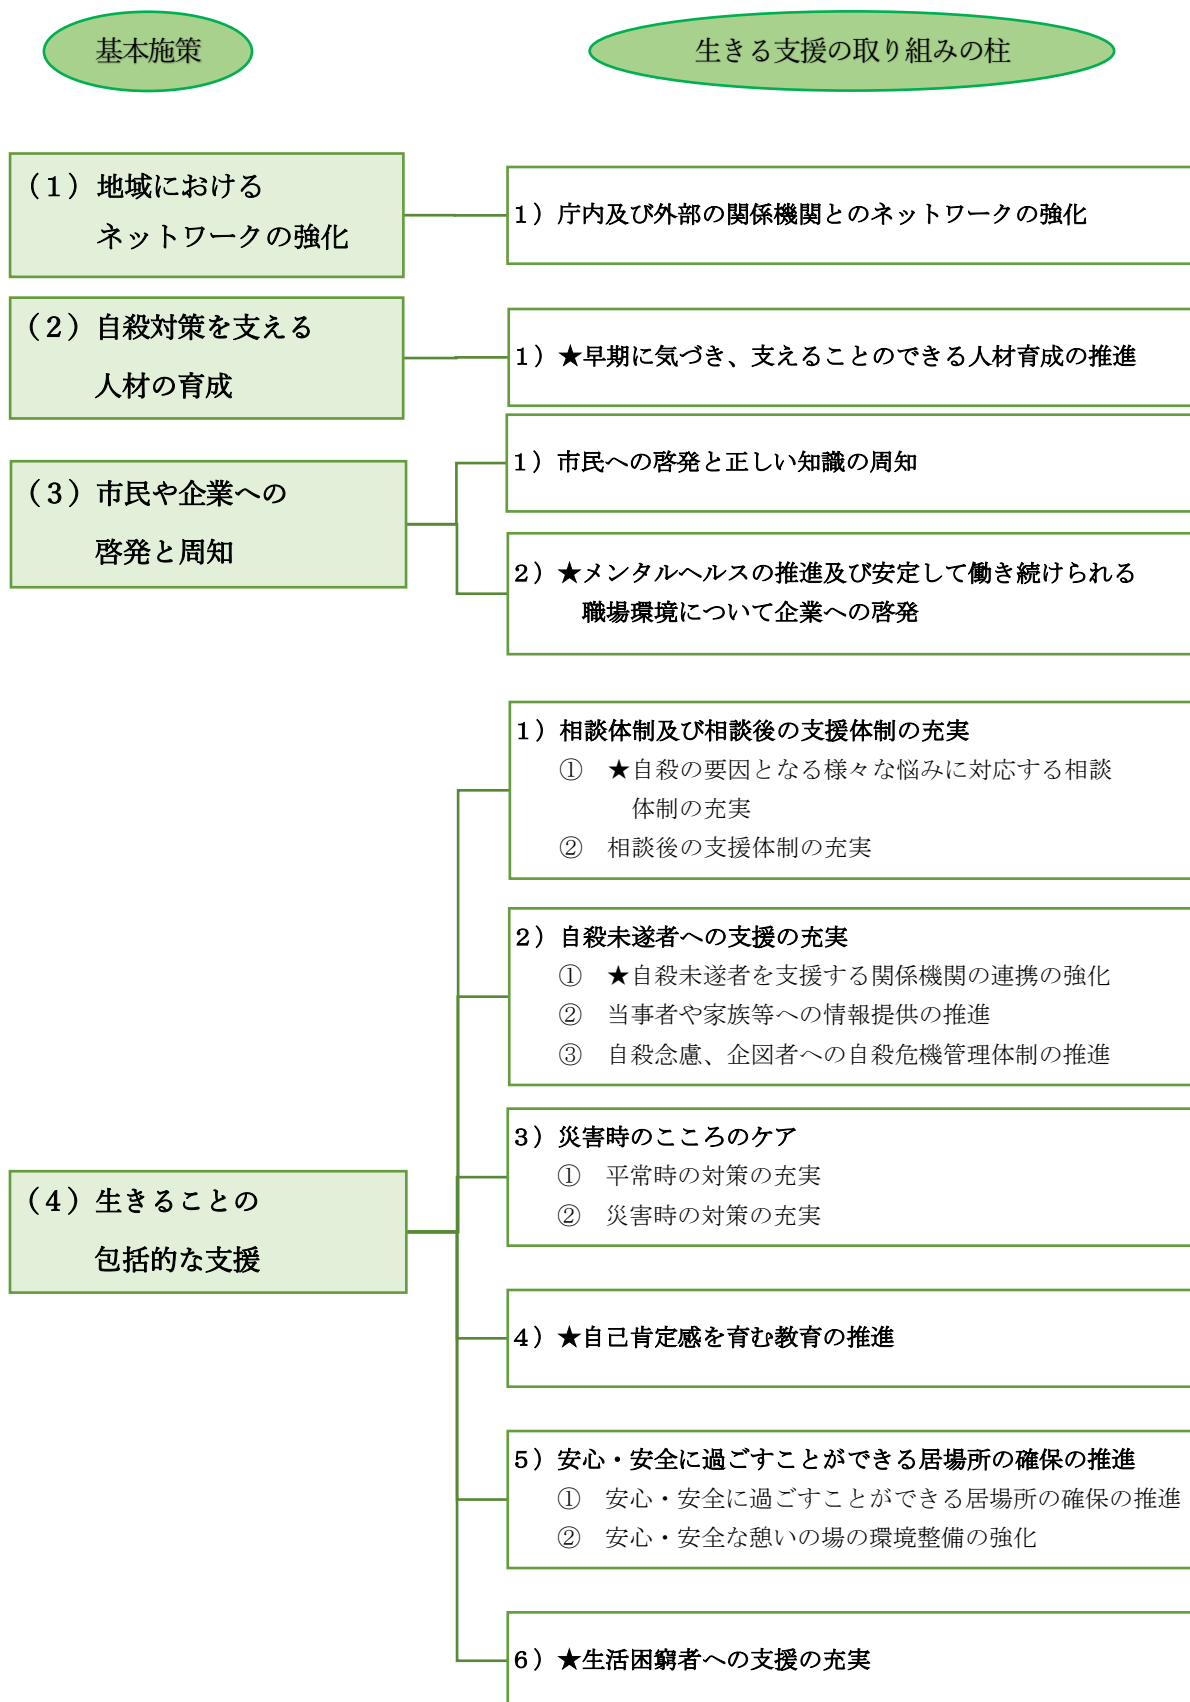 基本施策
生きる支援の取り組みの柱
（１）地域における
ネットワークの強化
１）庁内及び外部の関係機関とのネットワークの強化
（２）自殺対策を支える
人材の育成
１）★早期に気づき、支えることのできる人材育成の推進
（３）市民や企業への
啓発と周知
１）市民への啓発と正しい知識の周知
２）★メンタルヘルスの推進及び安定して働き続けられる
職場環境について企業への啓発
（４）生きることの
包括的な支援
１）相談体制及び相談後の支援体制の充実
①　★自殺の要因となる様々な悩みに対応する相談
体制の充実
②　相談後の支援体制の充実
２）自殺未遂者への支援の充実
①　★自殺未遂者を支援する関係機関の連携の強化
②　当事者や家族等への情報提供の推進
③　自殺念慮、企図者への自殺危機管理体制の推進
３）災害時のこころのケア
①　平常時の対策の充実
②　災害時の対策の充実
４）★自己肯定感を育む教育の推進
５）安心・安全に過ごすことができる居場所の確保の推進
①　安心・安全に過ごすことができる居場所の確保の推進
②　安心・安全な憩いの場の環境整備の強化
６）★生活困窮者への支援の充実